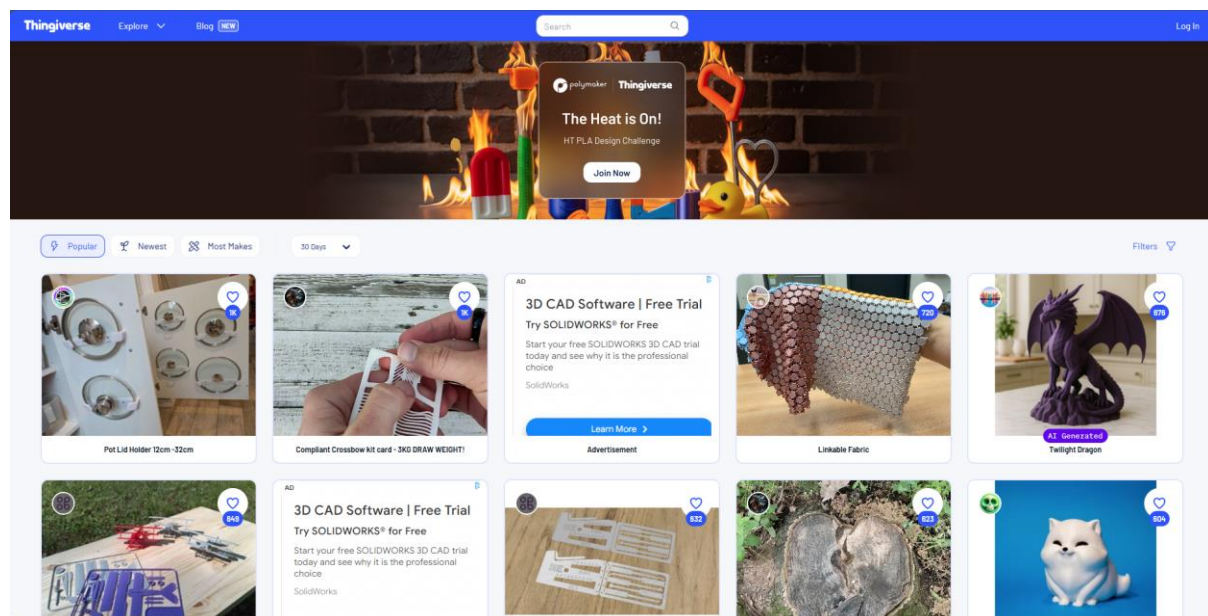 Thingiverse
Explore
Blog NEW
Search
Log In
polymaker Thingiverse
The Heat is On!
HT PLA Design Challenge
Join Now
Popular
Newest
Most Makes
30 Days
Filters
1K
1K
AD
3D CAD Software | Free Trial
Try SOLIDWORKS® for Free
Start your free SOLIDWORKS 3D CAD trial
today and see why it is the professional
choice
SolidWorks
Learn More
720
676
AI Generated
Pot Lid Holder 12cm -32cm
Compliant Crossbow kit card - 3KG DRAW WEIGHT!
Advertisement
Linkable Fabric
Twilight Dragon
649
AD
3D CAD Software | Free Trial
Try SOLIDWORKS® for Free
Start your free SOLIDWORKS 3D CAD trial
today and see why it is the professional
choice
SolidWorks
632
623
604